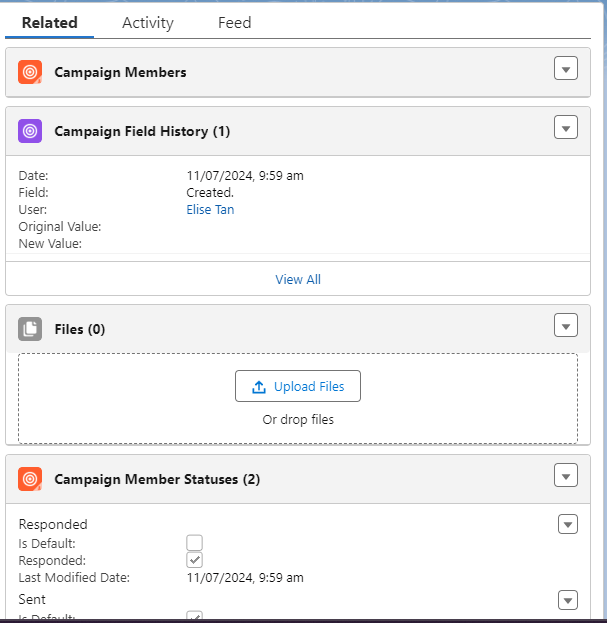 Related Activity Feed
Campaign Members
Campaign Field History (1)
Date: 11/07/2024, 9:59 am
Field: Created.
User: Elise Tan
Original Value:
New Value:
View All
Files (0)
Upload Files
Or drop files
Campaign Member Statuses (2)
Responded
Is Default:
Responded:
Last Modified Date: 11/07/2024, 9:59 am
Sent
Is Default: